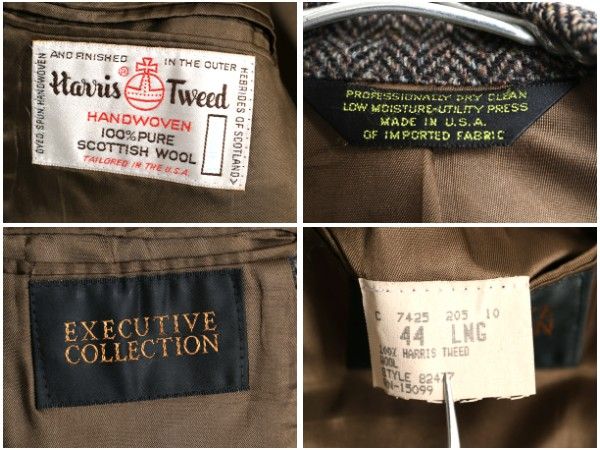 DYED SPUN HANDWOVEN
AND FINISHED IN THE OUTER
HEBRIDES OF SCOTLAND
Harris ® Tweed
HANDWOVEN
100% PURE
SCOTTISH WOOL
TAILORED IN THE U.S.A.
PROFESSIONALLY DRY CLEAN
LOW MOISTURE-UTILITY PRESS
MADE IN U.S.A.
OF IMPORTED FABRIC
EXECUTIVE
COLLECTION
C 7425 205 10
44 LNG
100% HARRIS TWEED
WOOL
STYLE 82477
RN-15099